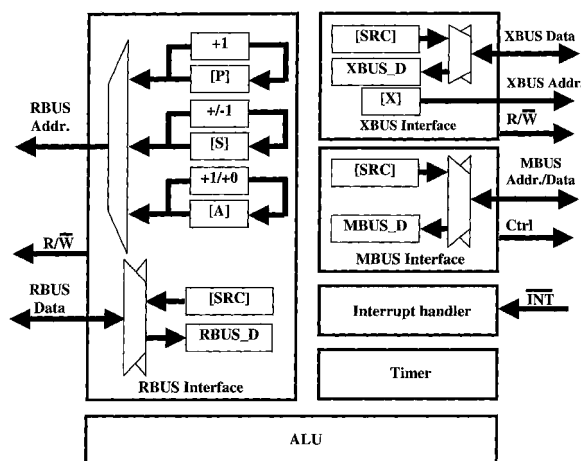 +1
[P]
RBUS
Addr.
+/-1
[S]
+1/+0
[A]
R/W
RBUS
Data
[SRC]
RBUS_D
RBUS Interface
[SRC]
XBUS_D
[X]
XBUS Interface
XBUS Data
XBUS Addr.
R/W
[SRC]
MBUS_D
MBUS Interface
MBUS
Addr./Data
Ctrl
Interrupt handler
INT
Timer
ALU